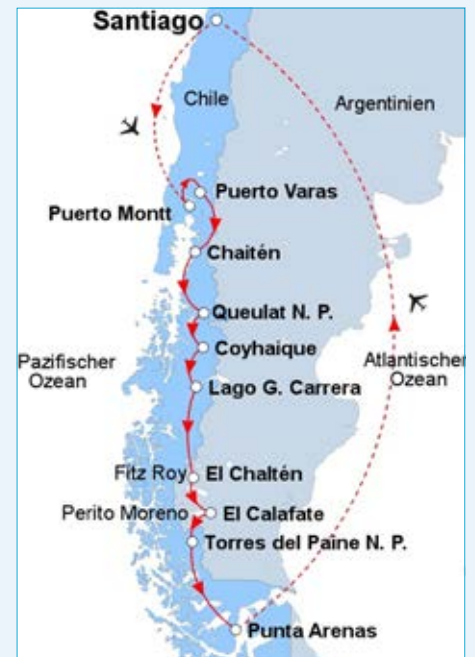 Santiago
Chile
Argentinien
Puerto Varas
Puerto Montt
Chaitén
Queulat N. P.
Coyhaique
Pazifischer
Ozean
Atlantischer
Ozean
Lago G. Carrera
Fitz Roy
El Chaltén
Perito Moreno
El Calafate
Torres del Paine N. P.
Punta Arenas